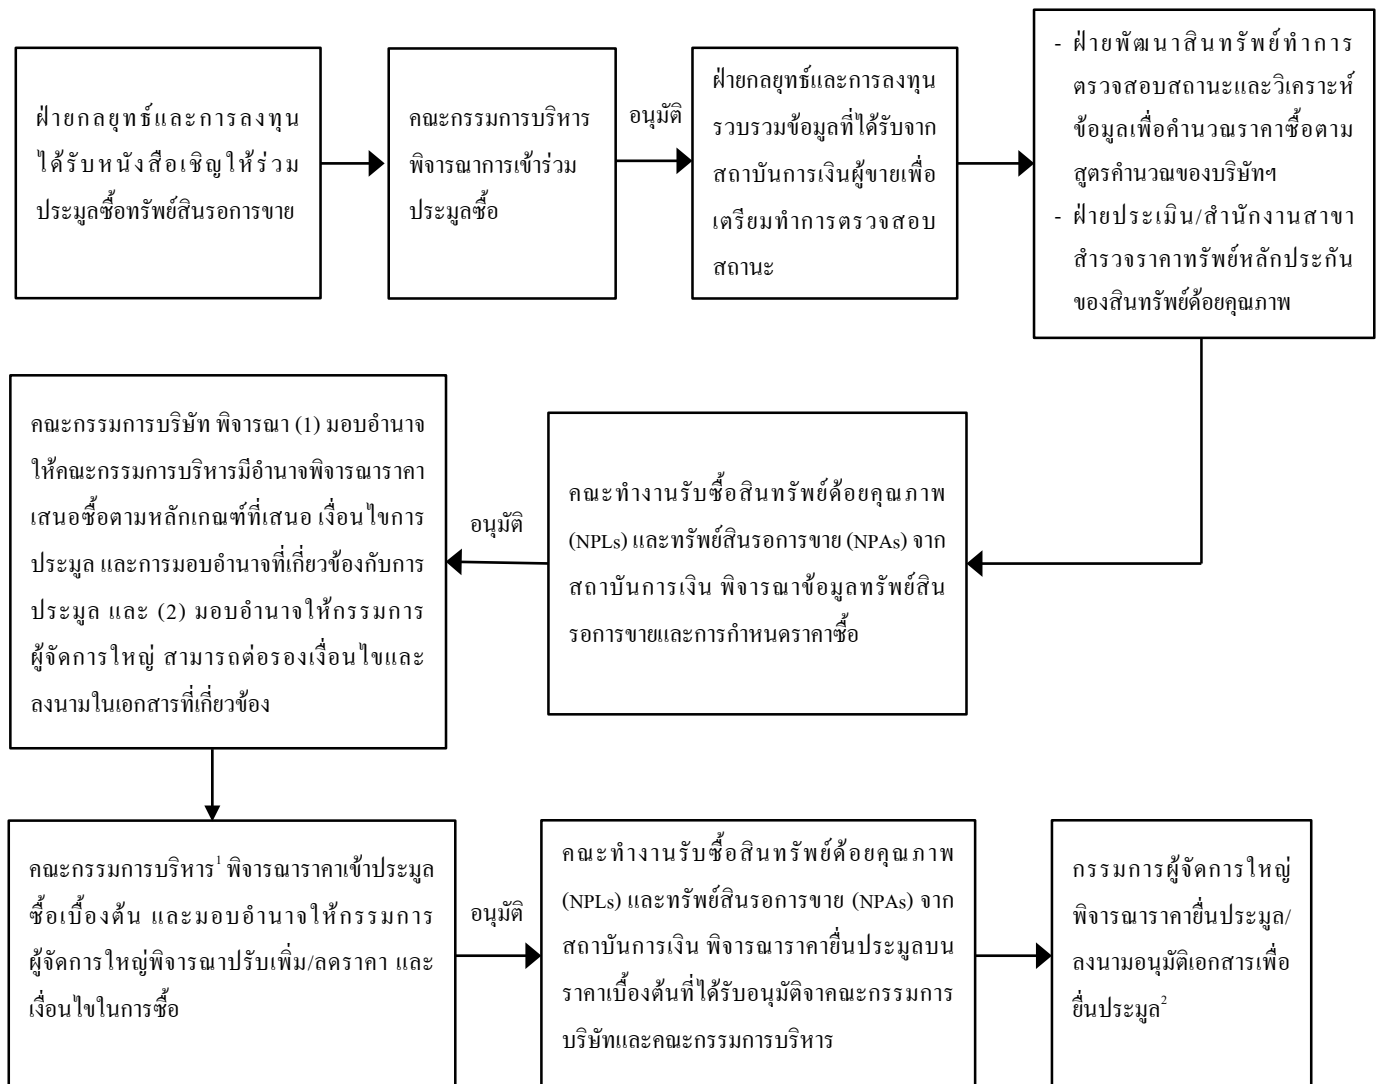 ฝ่ายกลยุทธ์และการลงทุน
ได้รับหนังสือเชิญให้ร่วม
ประมูลซื้อทรัพย์สินรอการขาย
คณะกรรมการบริหาร
พิจารณาการเข้าร่วม
ประมูลซื้อ
อนุมัติ
ฝ่ายกลยุทธ์และการลงทุน
รวบรวมข้อมูลที่ได้รับจาก
สถาบันการเงินผู้ขายเพื่อ
เตรียมทำการตรวจสอบ
สถานะ
- ฝ่ายพัฒนาสินทรัพย์ทำการ
ตรวจสอบสถานะและวิเคราะห์
ข้อมูลเพื่อคำนวณราคาซื้อตาม
สูตรคำนวณของบริษัทฯ
- ฝ่ายประเมิน/สำนักงานสาขา
สำรวจราคาทรัพย์หลักประกัน
ของสินทรัพย์ด้อยคุณภาพ
คณะทำงานรับซื้อสินทรัพย์ด้อยคุณภาพ
(NPLs) และทรัพย์สินรอการขาย (NPAs) จาก
สถาบันการเงิน พิจารณาข้อมูลทรัพย์สิน
รอการขายและการกำหนดราคาซื้อ
อนุมัติ
คณะกรรมการบริษัท พิจารณา (1) มอบอำนาจ
ให้คณะกรรมการบริหารมีอำนาจพิจารณาราคา
เสนอซื้อตามหลักเกณฑ์ที่เสนอ เงื่อนไขการ
ประมูล และการมอบอำนาจที่เกี่ยวข้องกับการ
ประมูล และ (2) มอบอำนาจให้กรรมการ
ผู้จัดการใหญ่ สามารถต่อรองเงื่อนไขและ
ลงนามในเอกสารที่เกี่ยวข้อง
คณะกรรมการบริหาร¹ พิจารณาราคาเข้าประมูล
ซื้อเบื้องต้น และมอบอำนาจให้กรรมการ
ผู้จัดการใหญ่พิจารณาปรับเพิ่ม/ลดราคา และ
เงื่อนไขในการซื้อ
อนุมัติ
คณะทำงานรับซื้อสินทรัพย์ด้อยคุณภาพ
(NPLs) และทรัพย์สินรอการขาย (NPAs) จาก
สถาบันการเงิน พิจารณาราคายื่นประมูลบน
ราคาเบื้องต้นที่ได้รับอนุมัติจาคณะกรรมการ
บริษัทและคณะกรรมการบริหาร
กรรมการผู้จัดการใหญ่
พิจารณาราคายื่นประมูล/
ลงนามอนุมัติเอกสารเพื่อ
ยื่นประมูล²